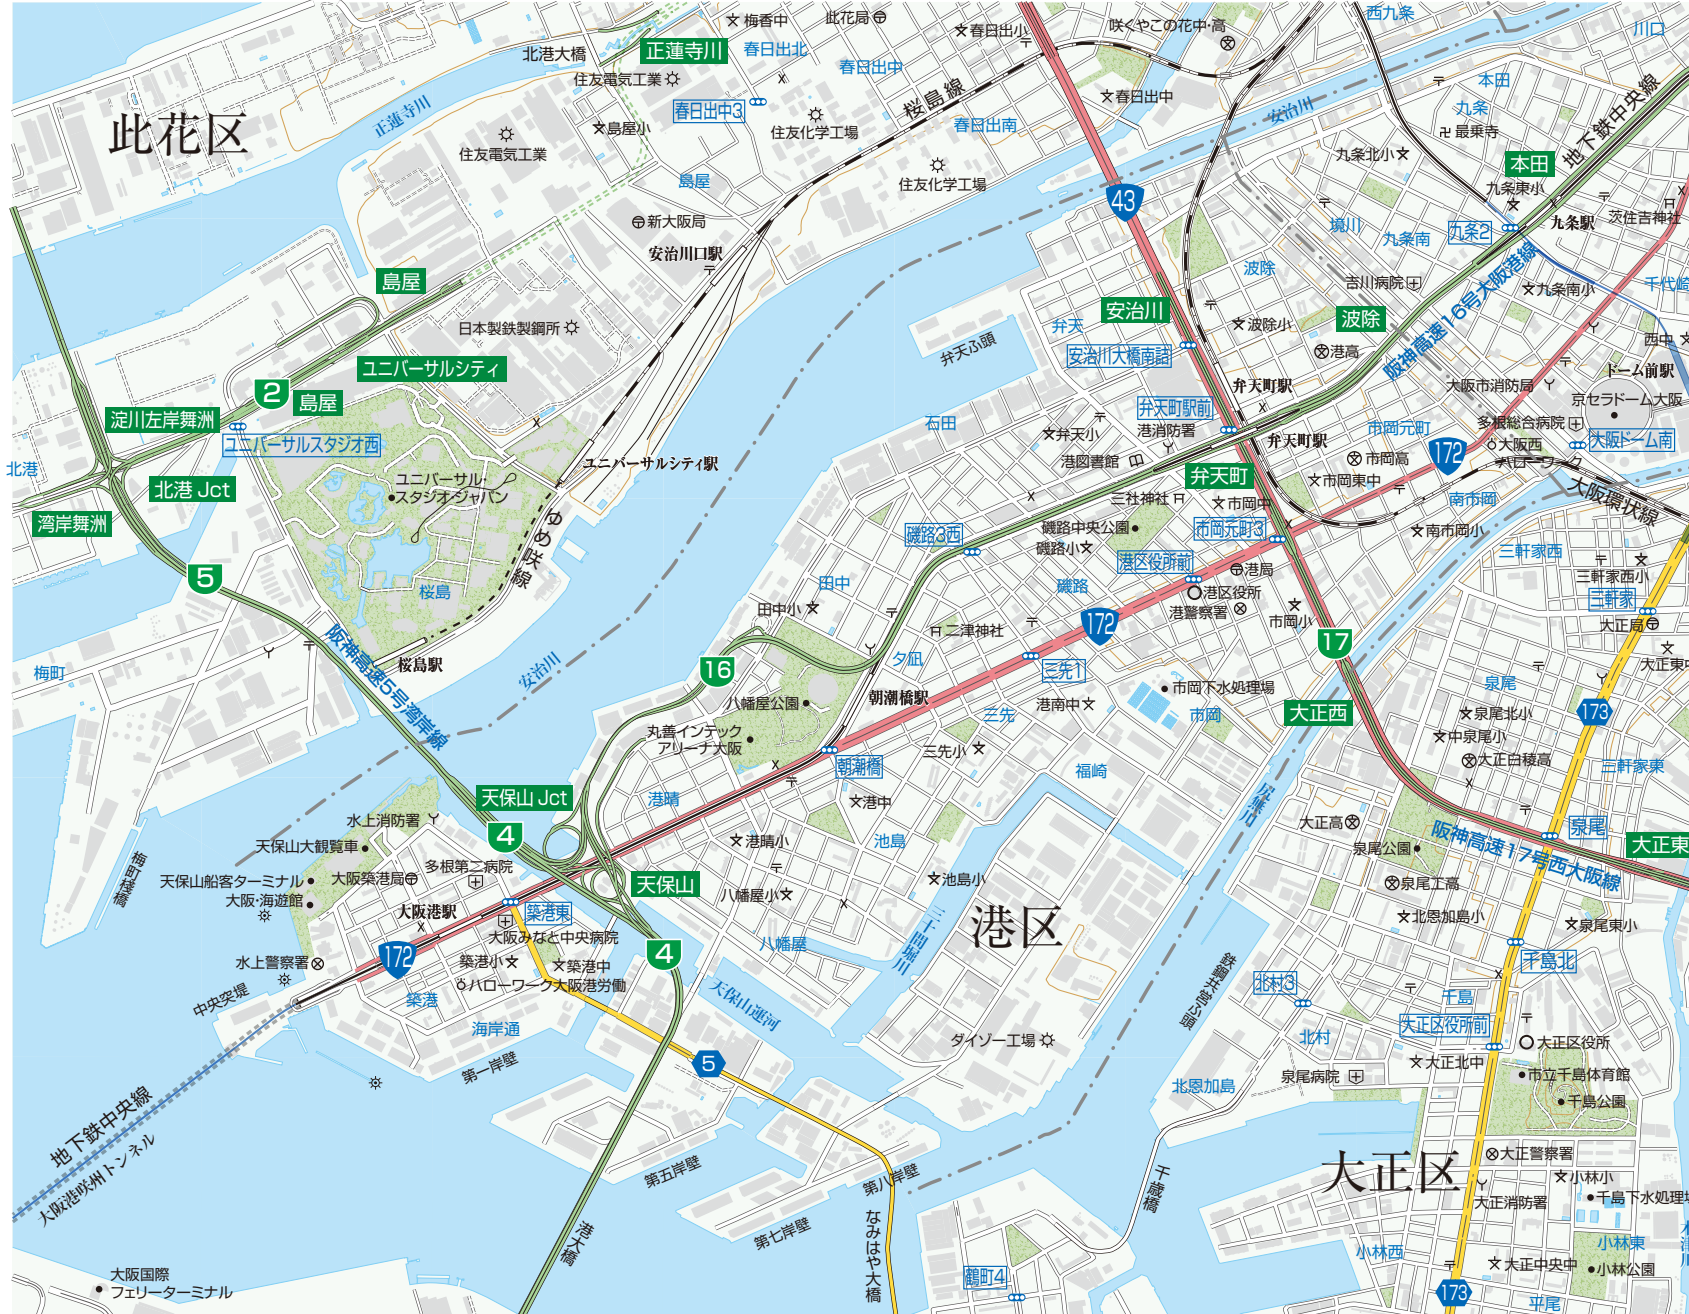 梅香中
此花局
春日出小
咲くやこの花中・高
西九条
川口
北港大橋
正蓮寺川
春日出北
春日出中
住友電気工業
本田
此花区
正蓮寺川
春日出中3
桜島線
春日出中
安治川
九条
地下鉄中央線
島屋小
住友化学工場
春日出南
最乗寺
住友電気工業
九条北小
本田
島屋
住友化学工場
43
九条東小
新大阪局
境川
九条南
九条2
九条駅
茨住吉神社
安治川口駅
波除
吉川病院
阪神高速16号大阪港線
島屋
九条南小
千代崎
日本製鉄製鋼所
弁天
安治川
波除小
波除
弁天ふ頭
安治川大橋南詰
港高
西中
ユニバーサルシティ
ドーム前駅
2
島屋
弁天町駅
大阪市消防局
京セラドーム大阪
淀川左岸舞洲
石田
弁天町駅前
港消防署
市岡元町
多根総合病院
ユニバーサルスタジオ西
弁天小
弁天町駅
172
大阪西
ハローワーク
大阪ドーム南
北港
ユニバーサルシティ駅
港図書館
市岡高
北港 Jct
ユニバーサル・
スタジオ・ジャパン
弁天町
市岡東中
南市岡
大阪環状線
湾岸舞洲
三社神社
市岡中
ゆめ咲線
磯路3西
磯路中央公園
市岡元町3
南市岡小
磯路小
港区役所前
三軒家西
5
桜島
田中
磯路
港局
港区役所
三軒家西小
三軒家
田中小
港警察署
市岡小
大正局
172
二津神社
阪神高速5号湾岸線
桜島駅
安治川
16
夕凪
三先1
17
大正東中
梅町
八幡屋公園
朝潮橋駅
港南中
市岡下水処理場
泉尾
丸善インテック
アリーナ大阪
三先
市岡
大正西
泉尾北小
173
中泉尾小
三先小
大正白稜高
朝潮橋
福崎
三軒家東
天保山 Jct
港晴
港中
尻無川
水上消防署
4
大正高
泉尾
天保山大観覧車
港晴小
池島
泉尾公園
阪神高速17号西大阪線
大正東
梅町桟橋
多根第二病院
天保山船客ターミナル
大阪築港局
天保山
池島小
泉尾工高
大阪・海遊館
八幡屋小
大阪港駅
築港東
三十間堀川
港区
北恩加島小
泉尾東小
大阪みなと中央病院
八幡屋
水上警察署
172
築港小
築港中
4
鉄鋼共営ふ頭
千島北
ハローワーク大阪港労働
北村3
千島
中央突堤
築港
天保山運河
海岸通
大正区役所前
ダイゾー工場
北村
大正区役所
第一岸壁
5
大正北中
泉尾病院
市立千島体育館
北恩加島
千島公園
地下鉄中央線
大阪港咲洲トンネル
大正区
大正警察署
第五岸壁
第八岸壁
千歳橋
小林小
大正消防署
千島下水処理場
港大橋
第七岸壁
なみはや大橋
小林西
小林東
大正中央中
小林公園
大阪国際
フェリーターミナル
鶴町4
173
平尾